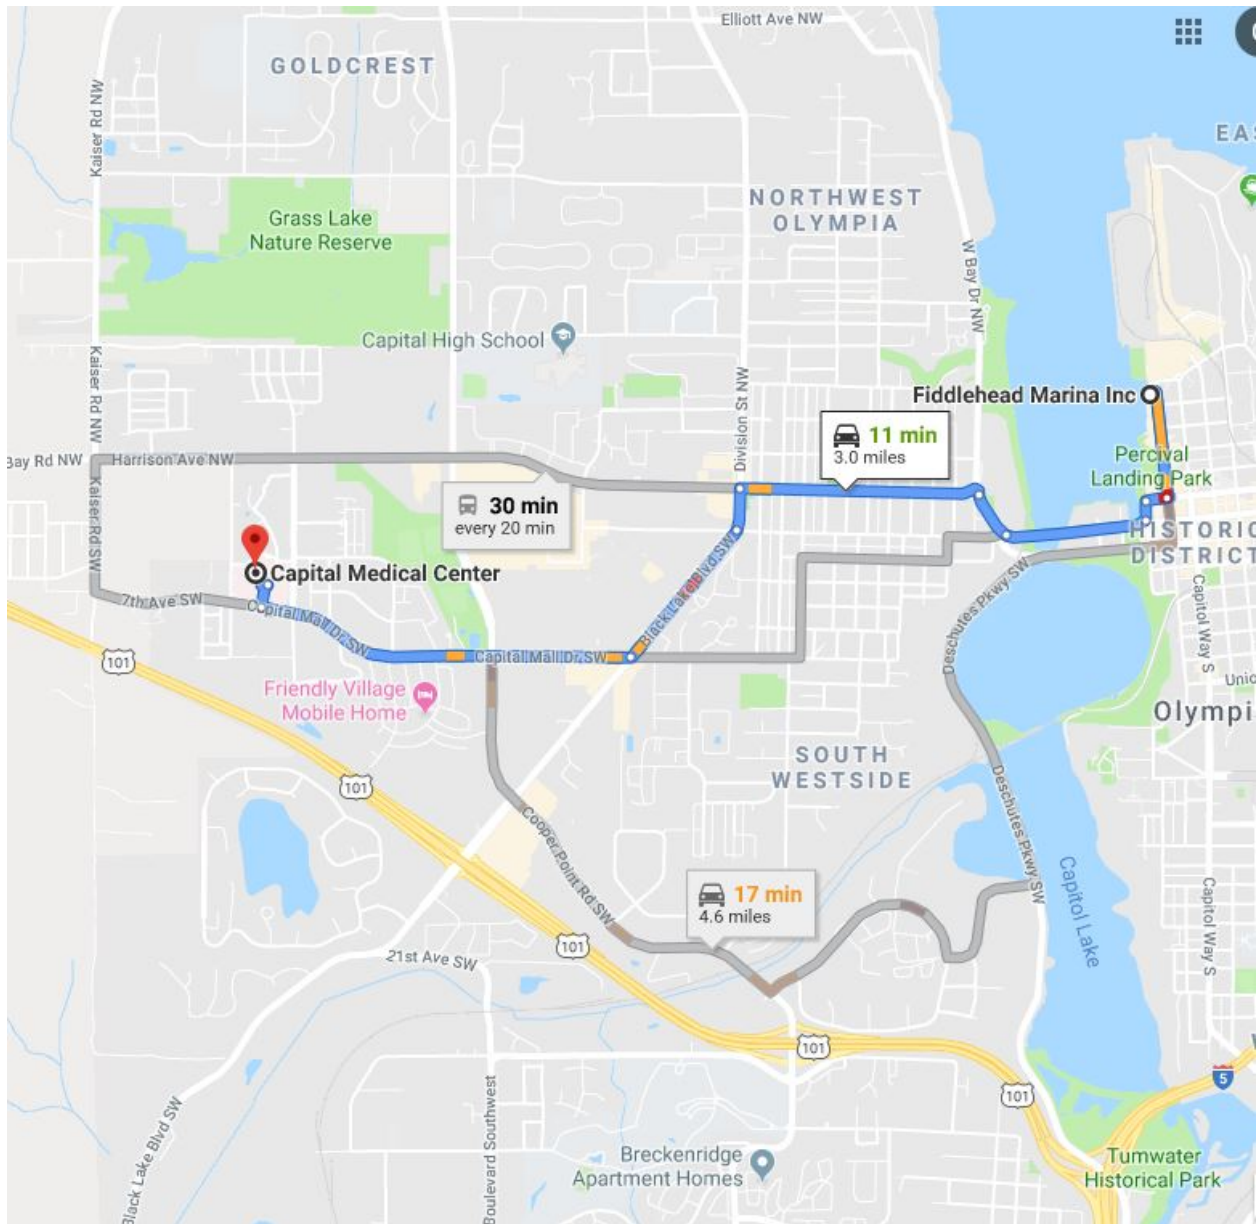 Elliott Ave NW
GOLDCREST
Kaiser Rd NW
EAS
NORTHWEST
OLYMPIA
Grass Lake
Nature Reserve
W Bay Dr NW
Capital High School
Kaiser Rd NW
Fiddlehead Marina Inc
11 min
3.0 miles
Division St NW
Percival
Landing Park
Bay Rd NW
Harrison Ave NW
30 min
every 20 min
HISTORIC
DISTRICT
Kaiser Rd SW
Capital Medical Center
Black Lake Blvd SW
Deschutes Pkwy SW
Capitol Way S
7th Ave SW
Capital Mall Dr SW
Capital Mall Dr SW
101
Friendly Village
Mobile Home
Unio
Olympi
SOUTH
WESTSIDE
101
Deschutes Pkwy SW
Cooper Point Rd SW
17 min
4.6 miles
Capitol Lake
Capitol Way S
21st Ave SW
101
101
5
101
Boulevard Southwest
Black Lake Blvd SW
Breckenridge
Apartment Homes
Tumwater
Historical Park